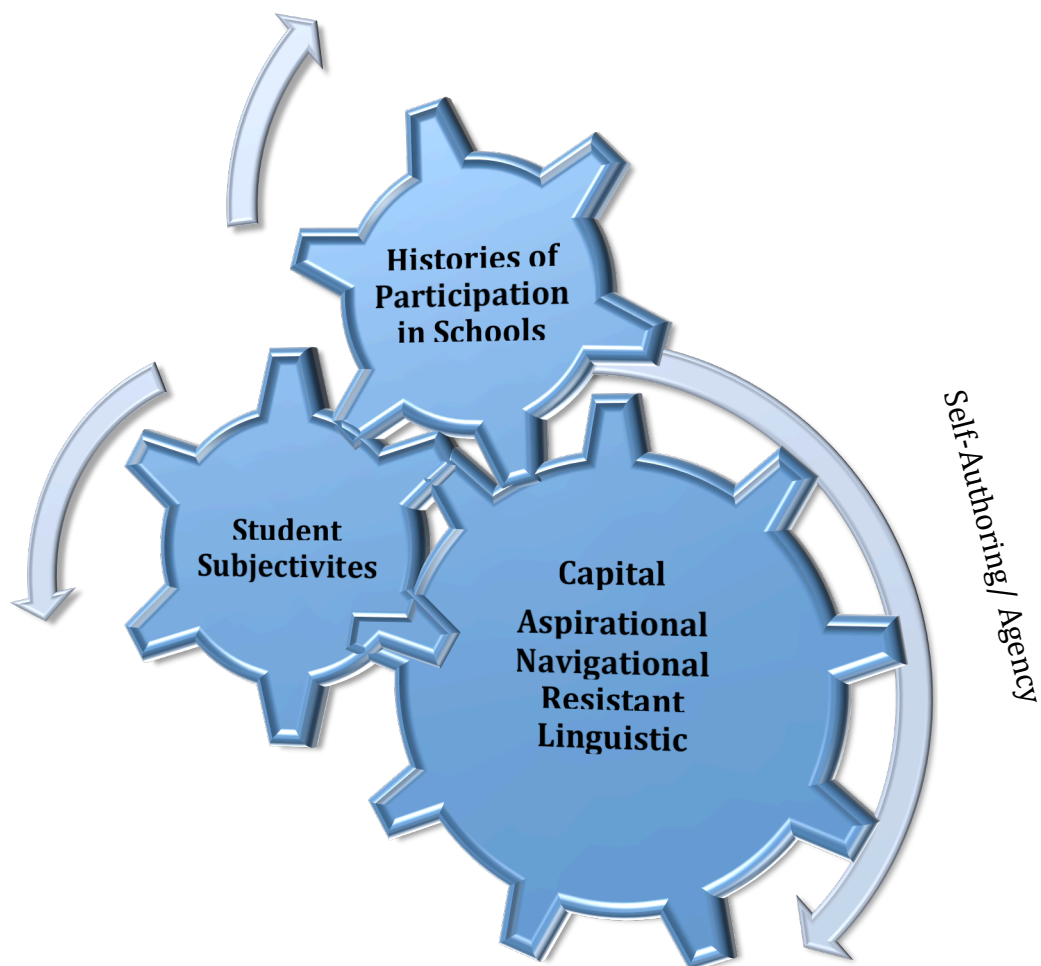 Histories of
Participation
in Schools
Student
Subjectivites
Capital
Aspirational
Navigational
Resistant
Linguistic
Self-Authoring/ Agency